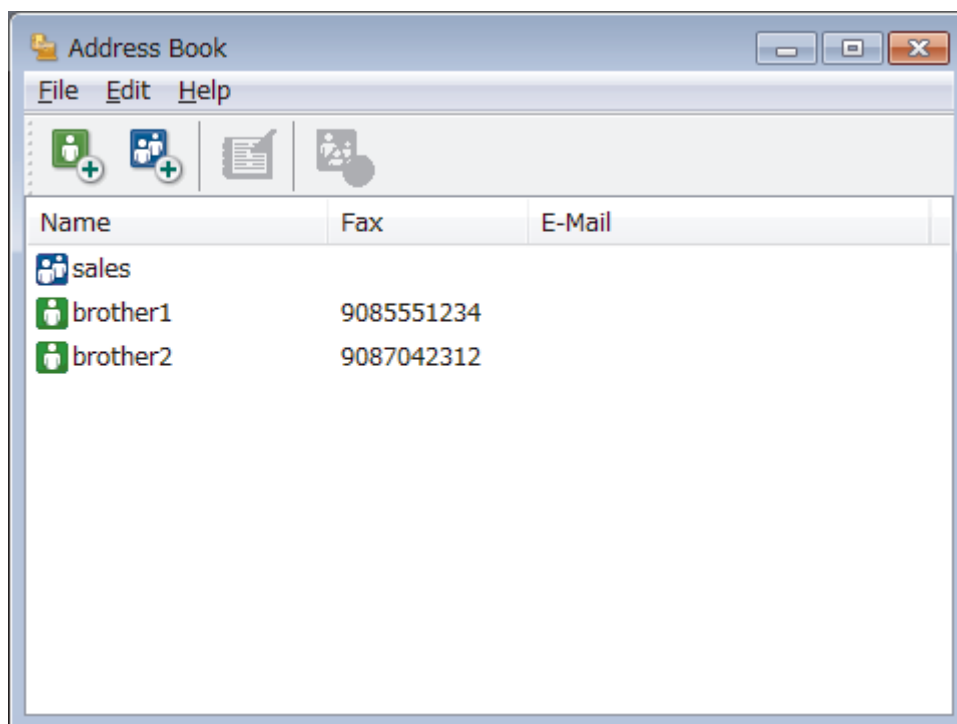 Address Book
File Edit Help
Name Fax E-Mail
sales
brother1 9085551234
brother2 9087042312